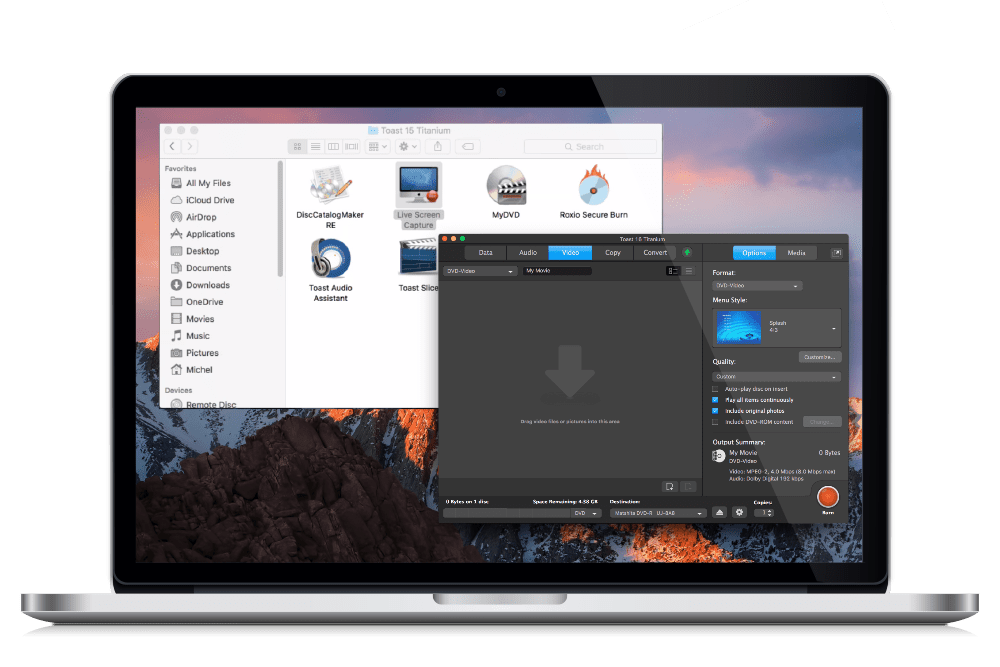 Toast 15 Titanium
Search
Favorites
All My Files
iCloud Drive
AirDrop
Applications
Desktop
Documents
Downloads
OneDrive
Movies
Music
Pictures
Michel
Devices
Remote Disc
DiscCatalogMaker
RE
Live Screen
Capture
MyDVD
Roxio Secure Burn
Toast Audio
Assistant
Toast Slice
Toast 16 Titanium
Data
Audio
Video
Copy
Convert
Options
Media
DVD-Video
My Movie
Drag video files or pictures into this area
Format:
DVD-Video
Menu Style:
Splash
4:3
Customize...
Quality:
Custom
Auto-play disc on insert
Play all items continuously
Include original photos
Include DVD-ROM content
Change...
Output Summary:
My Movie
0 Bytes
DVD-Video
Video: MPEG-2, 4.0 Mbps (8.0 Mbps max)
Audio: Dolby Digital 192 kbps
0 Bytes on 1 disc
Space Remaining: 4.38 GB
DVD
Destination:
Matshita DVD-R UJ-8A8
Copies:
1
Burn